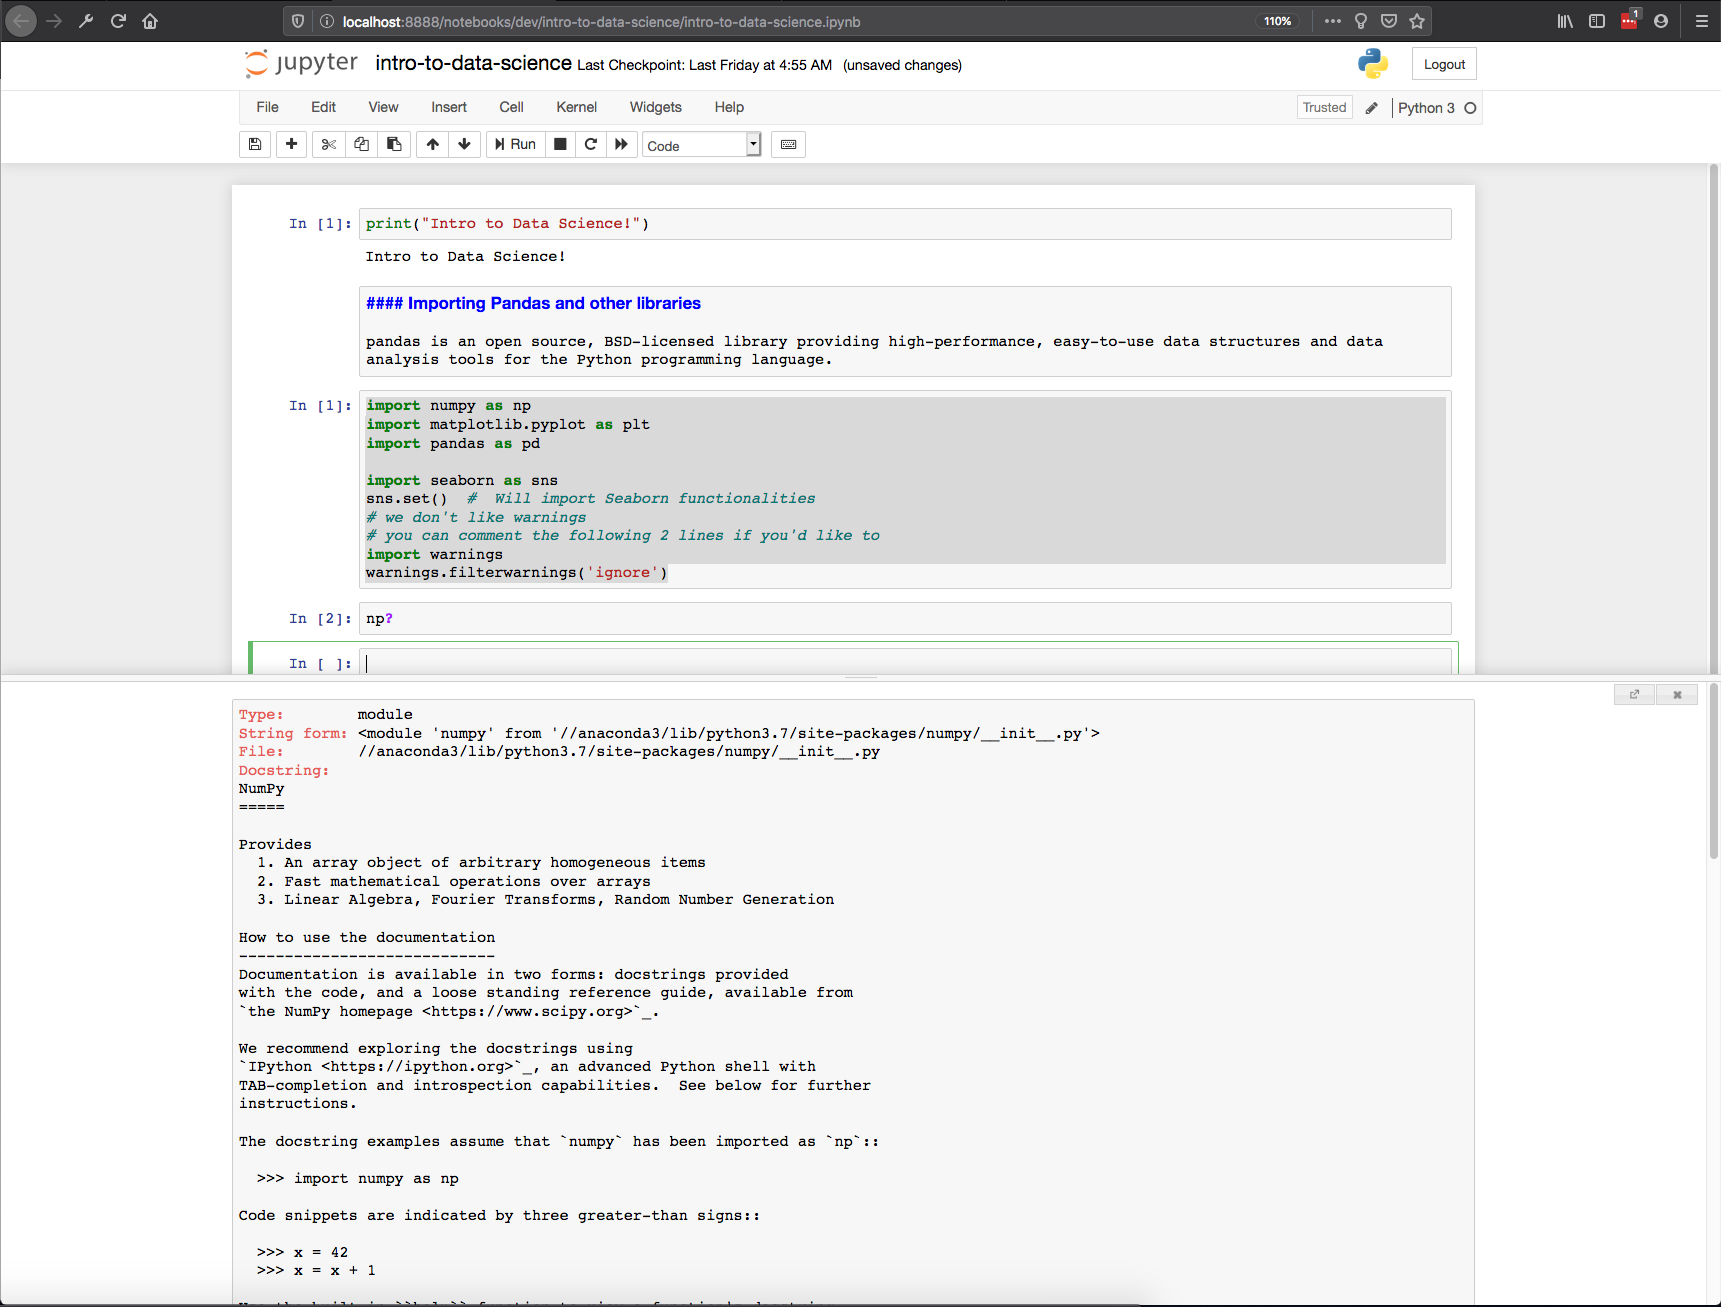 localhost:8888/notebooks/dev/intro-to-data-science/intro-to-data-science.ipynb
110%
1
jupyter intro-to-data-science Last Checkpoint: Last Friday at 4:55 AM (unsaved changes)
Logout
File Edit View Insert Cell Kernel Widgets Help
Trusted Python 3
Run Code
In [1]: print("Intro to Data Science!")
Intro to Data Science!
#### Importing Pandas and other libraries
pandas is an open source, BSD-licensed library providing high-performance, easy-to-use data structures and data
analysis tools for the Python programming language.
In [1]: import numpy as np
import matplotlib.pyplot as plt
import pandas as pd
import seaborn as sns
sns.set()  #  Will import Seaborn functionalities
# we don't like warnings
# you can comment the following 2 lines if you'd like to
import warnings
warnings.filterwarnings('ignore')
In [2]: np?
In [ ]:
Type:        module
String form: <module 'numpy' from '//anaconda3/lib/python3.7/site-packages/numpy/__init__.py'>
File:        //anaconda3/lib/python3.7/site-packages/numpy/__init__.py
Docstring:
NumPy
=====
Provides
  1. An array object of arbitrary homogeneous items
  2. Fast mathematical operations over arrays
  3. Linear Algebra, Fourier Transforms, Random Number Generation
How to use the documentation
----------------------------
Documentation is available in two forms: docstrings provided
with the code, and a loose standing reference guide, available from
`the NumPy homepage <https://www.scipy.org>`_.
We recommend exploring the docstrings using
`IPython <https://ipython.org>`_, an advanced Python shell with
TAB-completion and introspection capabilities.  See below for further
instructions.
The docstring examples assume that `numpy` has been imported as `np`::
  >>> import numpy as np
Code snippets are indicated by three greater-than signs::
  >>> x = 42
  >>> x = x + 1